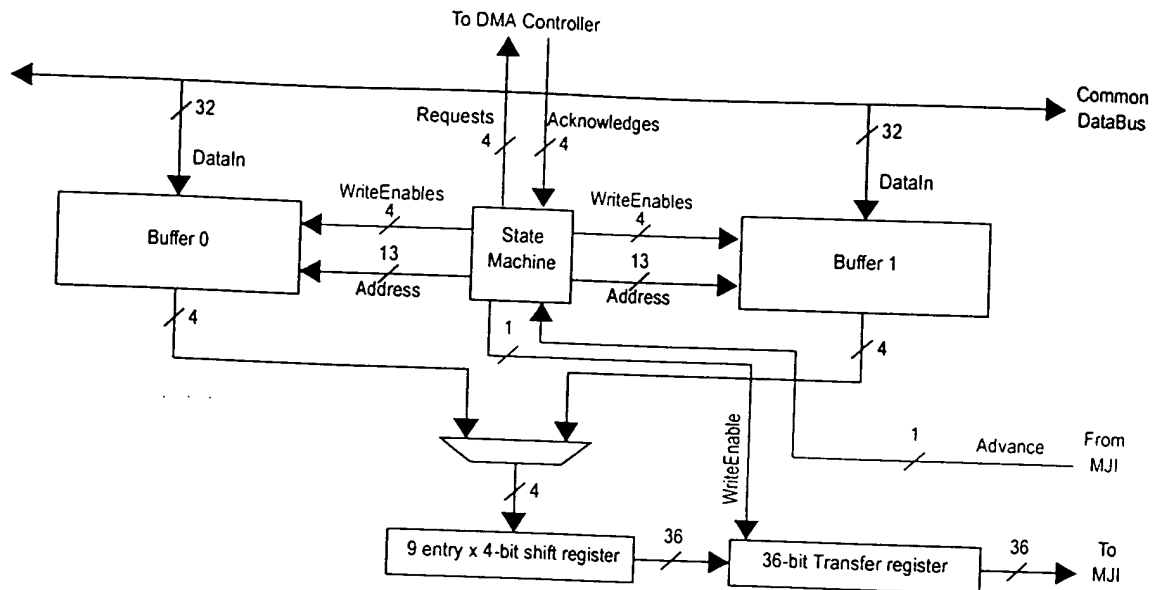 To DMA Controller
32
Requests
4
Acknowledges
4
Common
DataBus
32
DataIn
DataIn
WriteEnables
4
WriteEnables
4
Buffer 0
State
Machine
Buffer 1
13
Address
13
Address
4
1
4
WriteEnable
1
Advance
From
MJI
4
9 entry x 4-bit shift register
36
36-bit Transfer register
36
To
MJI